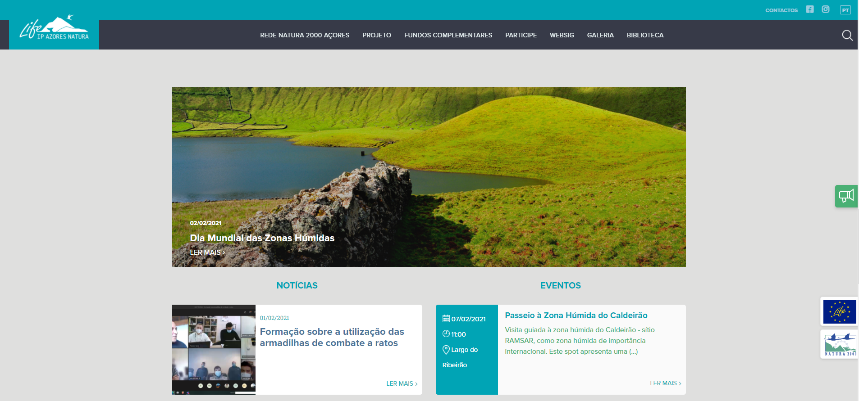 CONTACTOS
PT
Life
IP AZORES NATURA
REDE NATURA 2000 AÇORES
PROJETO
FUNDOS COMPLEMENTARES
PARTICIPE
WEBSIG
GALERIA
BIBLIOTECA
02/02/2021
Dia Mundial das Zonas Húmidas
LER MAIS ›
NOTÍCIAS
01/02/2021
Formação sobre a utilização das
armadilhas de combate a ratos
LER MAIS ›
EVENTOS
07/02/2021
11:00
Largo do
Ribeirão
Passeio à Zona Húmida do Caldeirão
Visita guiada à zona húmida do Caldeirão - sítio
RAMSAR, como zona húmida de importância
internacional. Este spot apresenta uma (...)
LER MAIS ›
Life
NATURA 2000